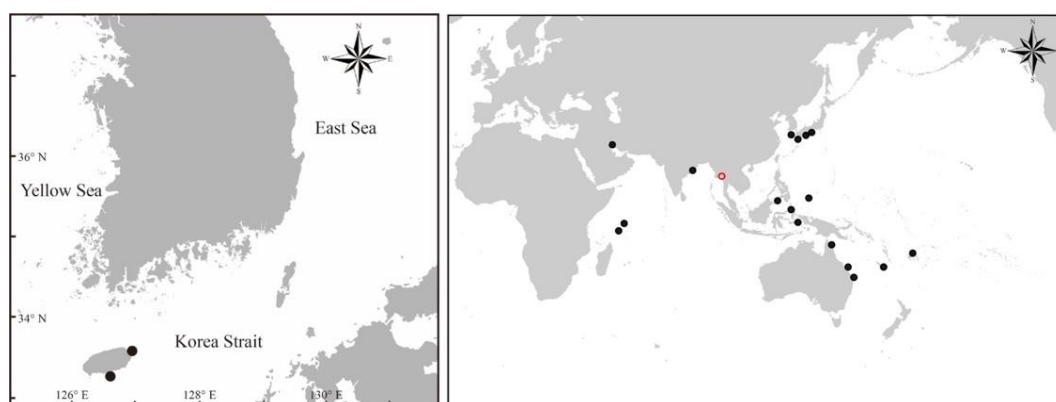 N
W E
S
East Sea
36° N
Yellow Sea
34° N
Korea Strait
126° E 128° E 130° E
N
W
S